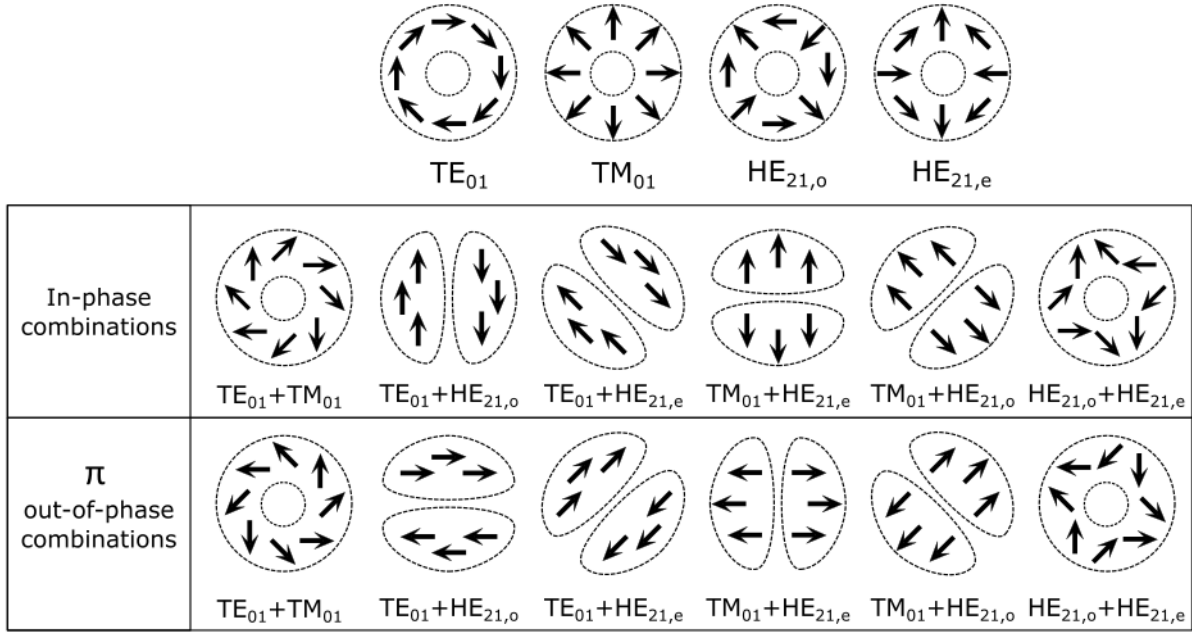 TE₀₁ TM₀₁ HE₂₁,ₒ HE₂₁,ₑ
In-phase
combinations
TE₀₁+TM₀₁ TE₀₁+HE₂₁,ₒ TE₀₁+HE₂₁,ₑ TM₀₁+HE₂₁,ₑ TM₀₁+HE₂₁,ₒ HE₂₁,ₒ+HE₂₁,ₑ
π
out-of-phase
combinations
TE₀₁+TM₀₁ TE₀₁+HE₂₁,ₒ TE₀₁+HE₂₁,ₑ TM₀₁+HE₂₁,ₑ TM₀₁+HE₂₁,ₒ HE₂₁,ₒ+HE₂₁,ₑ